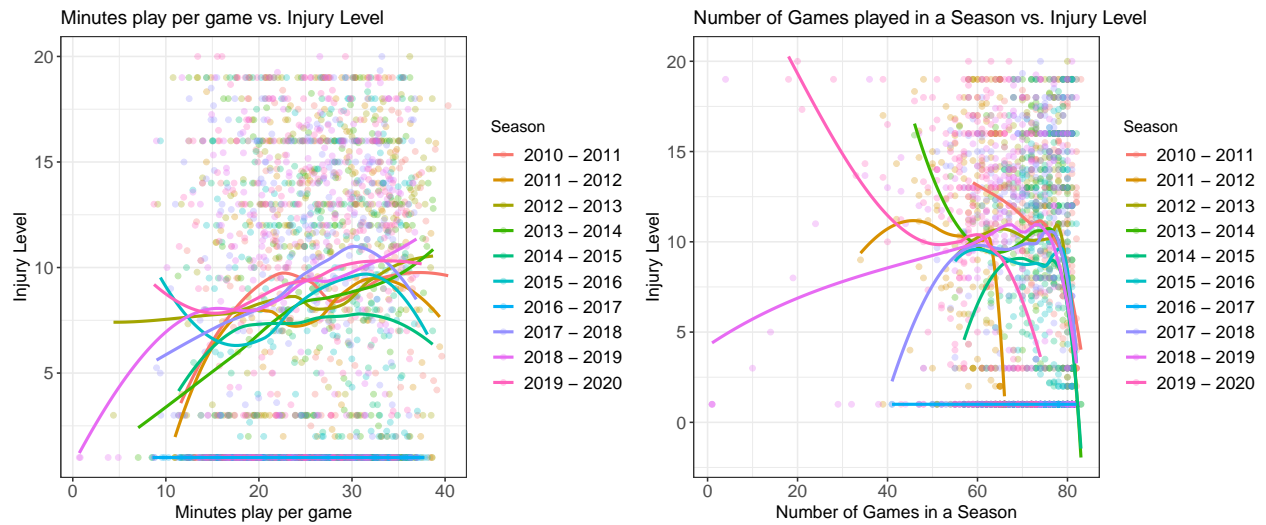 Minutes play per game vs. Injury Level
20
15
10
5
Injury Level
0
10
20
30
40
Minutes play per game
Season
2010 – 2011
2011 – 2012
2012 – 2013
2013 – 2014
2014 – 2015
2015 – 2016
2016 – 2017
2017 – 2018
2018 – 2019
2019 – 2020
Number of Games played in a Season vs. Injury Level
20
15
10
5
0
Injury Level
0
20
40
60
80
Number of Games in a Season
Season
2010 – 2011
2011 – 2012
2012 – 2013
2013 – 2014
2014 – 2015
2015 – 2016
2016 – 2017
2017 – 2018
2018 – 2019
2019 – 2020